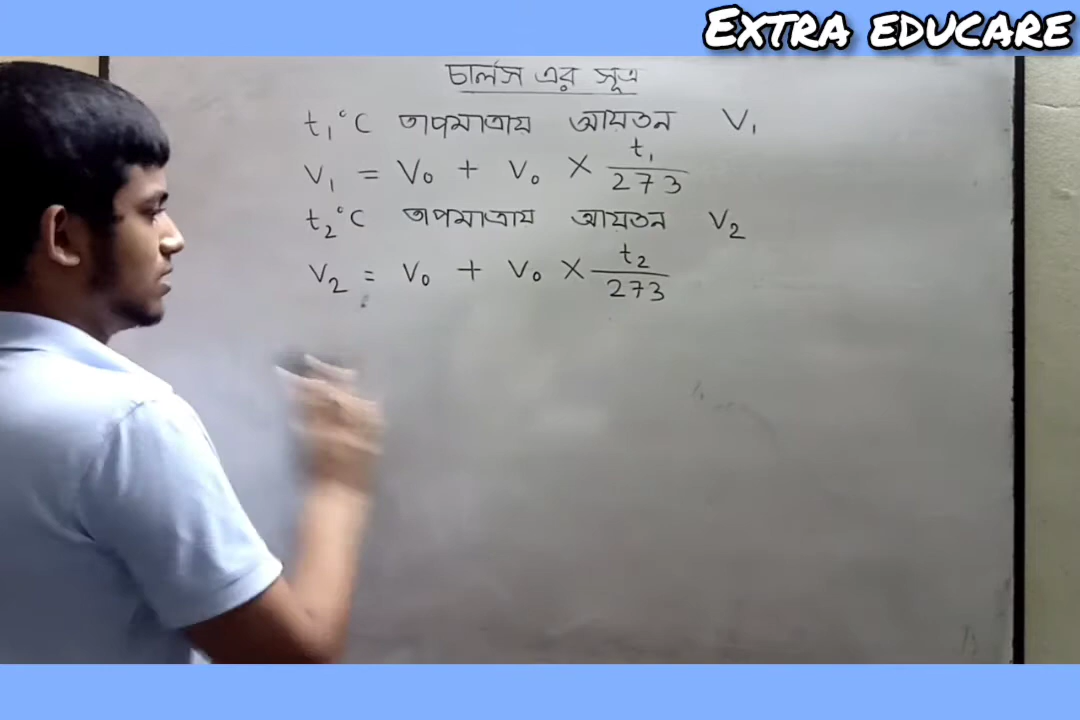 EXTRA EDUCARE
চার্লস এর সূত্র
t₁°C তাপমাত্রায় আয়তন V₁
V₁ = V₀ + V₀ × t₁/273
t₂°C তাপমাত্রায় আয়তন V₂
V₂ = V₀ + V₀ × t₂/273